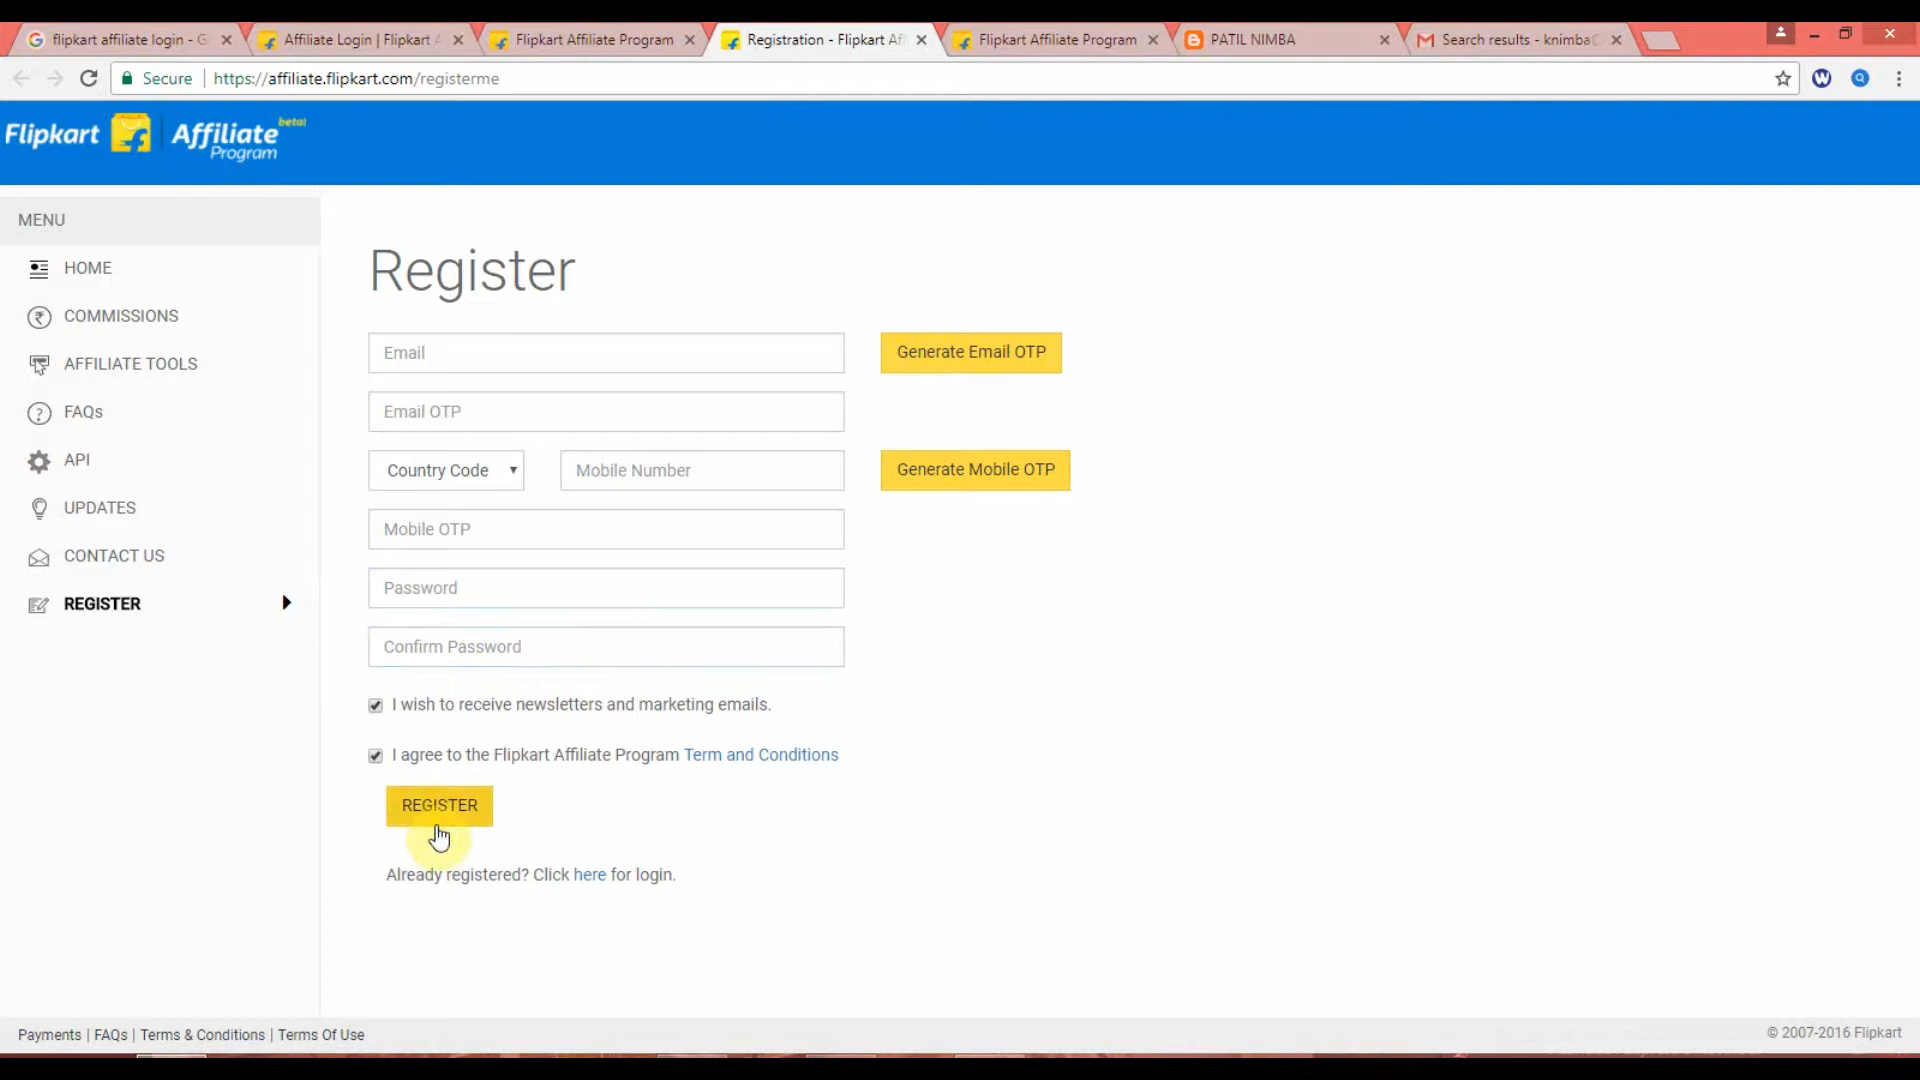 flipkart affiliate login - G
Affiliate Login | Flipkart A
Flipkart Affiliate Program
Registration - Flipkart Aff
Flipkart Affiliate Program
PATIL NIMBA
Search results - knimba@
Secure https://affiliate.flipkart.com/registerme
Flipkart Affiliate Program beta!
MENU
HOME
COMMISSIONS
AFFILIATE TOOLS
FAQs
API
UPDATES
CONTACT US
REGISTER
Register
Email
Generate Email OTP
Email OTP
Country Code
Mobile Number
Generate Mobile OTP
Mobile OTP
Password
Confirm Password
I wish to receive newsletters and marketing emails.
I agree to the Flipkart Affiliate Program Term and Conditions
REGISTER
Already registered? Click here for login.
Payments | FAQs | Terms & Conditions | Terms Of Use
© 2007-2016 Flipkart